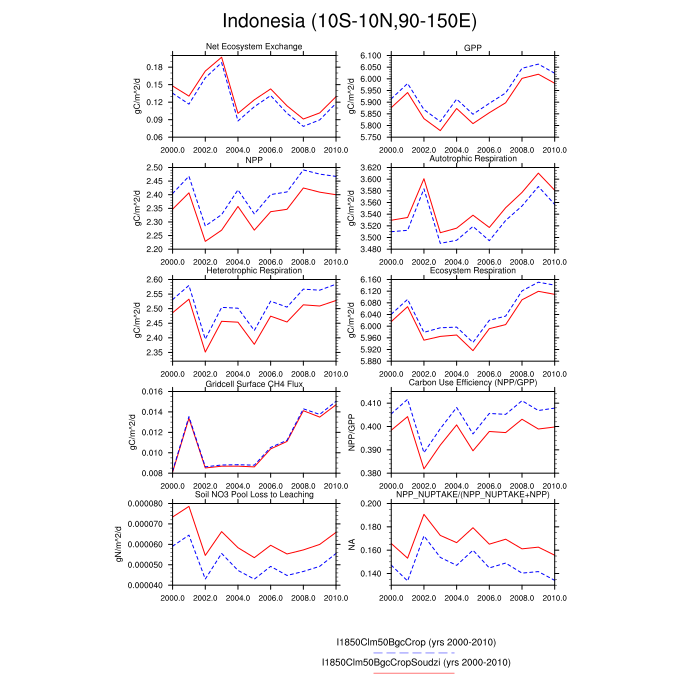 Indonesia (10S-10N,90-150E)
Net Ecosystem Exchange
gC/m^2/d
0.18
0.15
0.12
0.09
0.06
2000.0 2002.0 2004.0 2006.0 2008.0 2010.0
GPP
gC/m^2/d
6.100
6.050
6.000
5.950
5.900
5.850
5.800
5.750
2000.0 2002.0 2004.0 2006.0 2008.0 2010.0
NPP
gC/m^2/d
2.50
2.45
2.40
2.35
2.30
2.25
2.20
2000.0 2002.0 2004.0 2006.0 2008.0 2010.0
Autotrophic Respiration
gC/m^2/d
3.620
3.600
3.580
3.560
3.540
3.520
3.500
3.480
2000.0 2002.0 2004.0 2006.0 2008.0 2010.0
Heterotrophic Respiration
gC/m^2/d
2.60
2.55
2.50
2.45
2.40
2.35
2000.0 2002.0 2004.0 2006.0 2008.0 2010.0
Ecosystem Respiration
gC/m^2/d
6.160
6.120
6.080
6.040
6.000
5.960
5.920
5.880
2000.0 2002.0 2004.0 2006.0 2008.0 2010.0
Gridcell Surface CH4 Flux
gC/m^2/d
0.016
0.014
0.012
0.010
0.008
2000.0 2002.0 2004.0 2006.0 2008.0 2010.0
Carbon Use Efficiency (NPP/GPP)
NPP/GPP
0.410
0.400
0.390
0.380
2000.0 2002.0 2004.0 2006.0 2008.0 2010.0
Soil NO3 Pool Loss to Leaching
gN/m^2/d
0.000080
0.000070
0.000060
0.000050
0.000040
2000.0 2002.0 2004.0 2006.0 2008.0 2010.0
NPP_NUPTAKE/(NPP_NUPTAKE+NPP)
NA
0.200
0.180
0.160
0.140
2000.0 2002.0 2004.0 2006.0 2008.0 2010.0
I1850Clm50BgcCrop (yrs 2000-2010)
I1850Clm50BgcCropSoudzi (yrs 2000-2010)